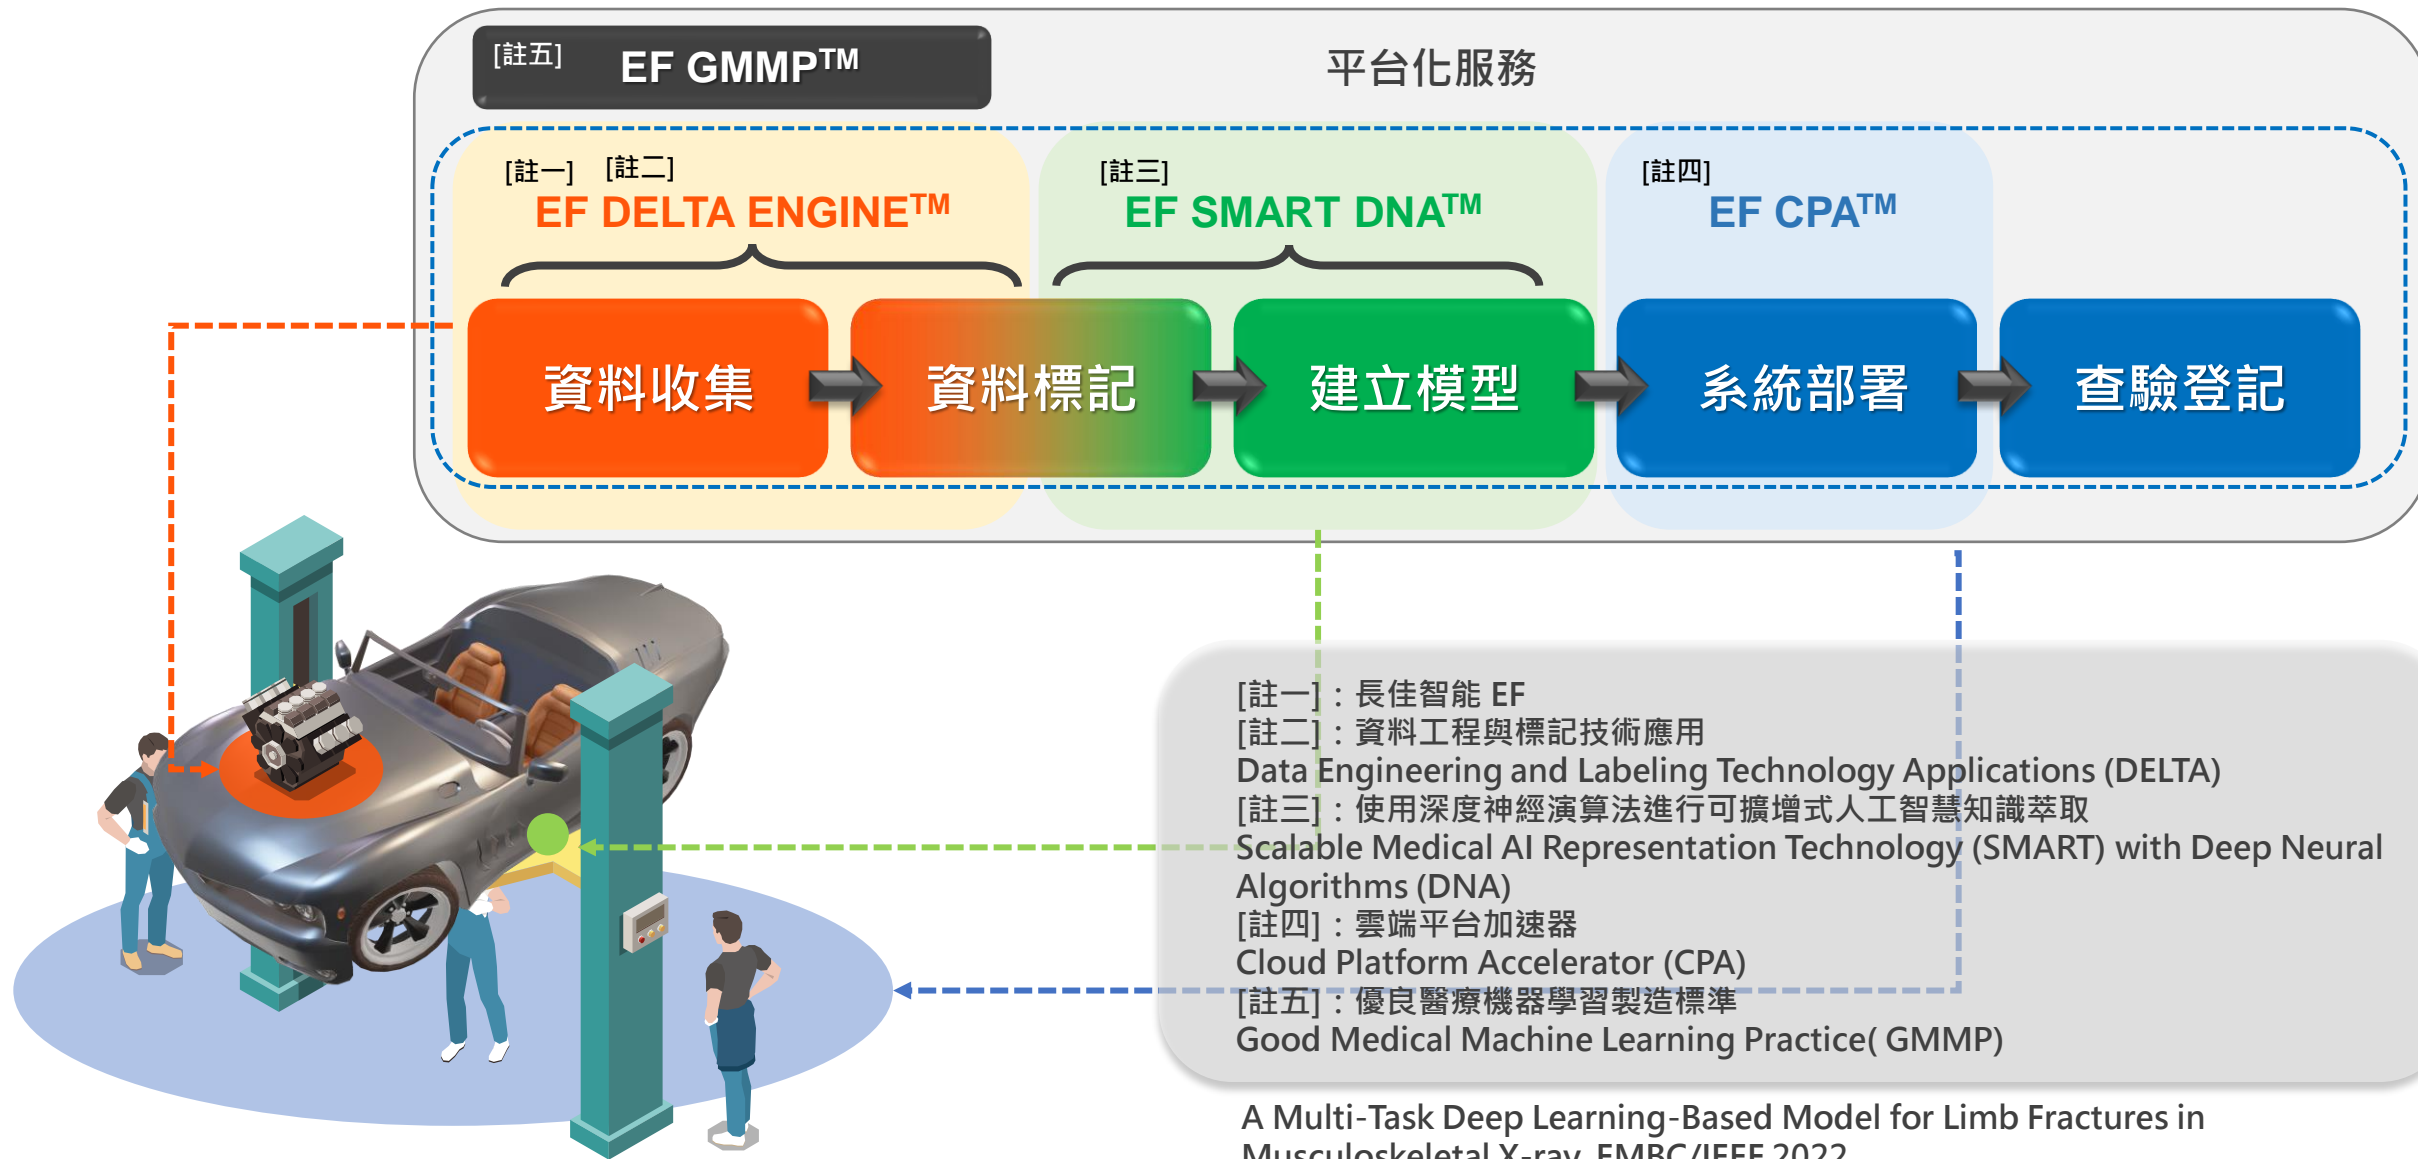 [註五] EF GMMP™
平台化服務
[註一] [註二]
EF DELTA ENGINE™
[註三]
EF SMART DNA™
[註四]
EF CPA™
資料收集
資料標記
建立模型
系統部署
查驗登記
[註一]：長佳智能 EF
[註二]：資料工程與標記技術應用
Data Engineering and Labeling Technology Applications (DELTA)
[註三]：使用深度神經演算法進行可擴增式人工智慧知識萃取
Scalable Medical AI Representation Technology (SMART) with Deep Neural
Algorithms (DNA)
[註四]：雲端平台加速器
Cloud Platform Accelerator (CPA)
[註五]：優良醫療機器學習製造標準
Good Medical Machine Learning Practice( GMMP)
A Multi-Task Deep Learning-Based Model for Limb Fractures in
Musculoskeletal X-ray, EMBC/IEEE 2022